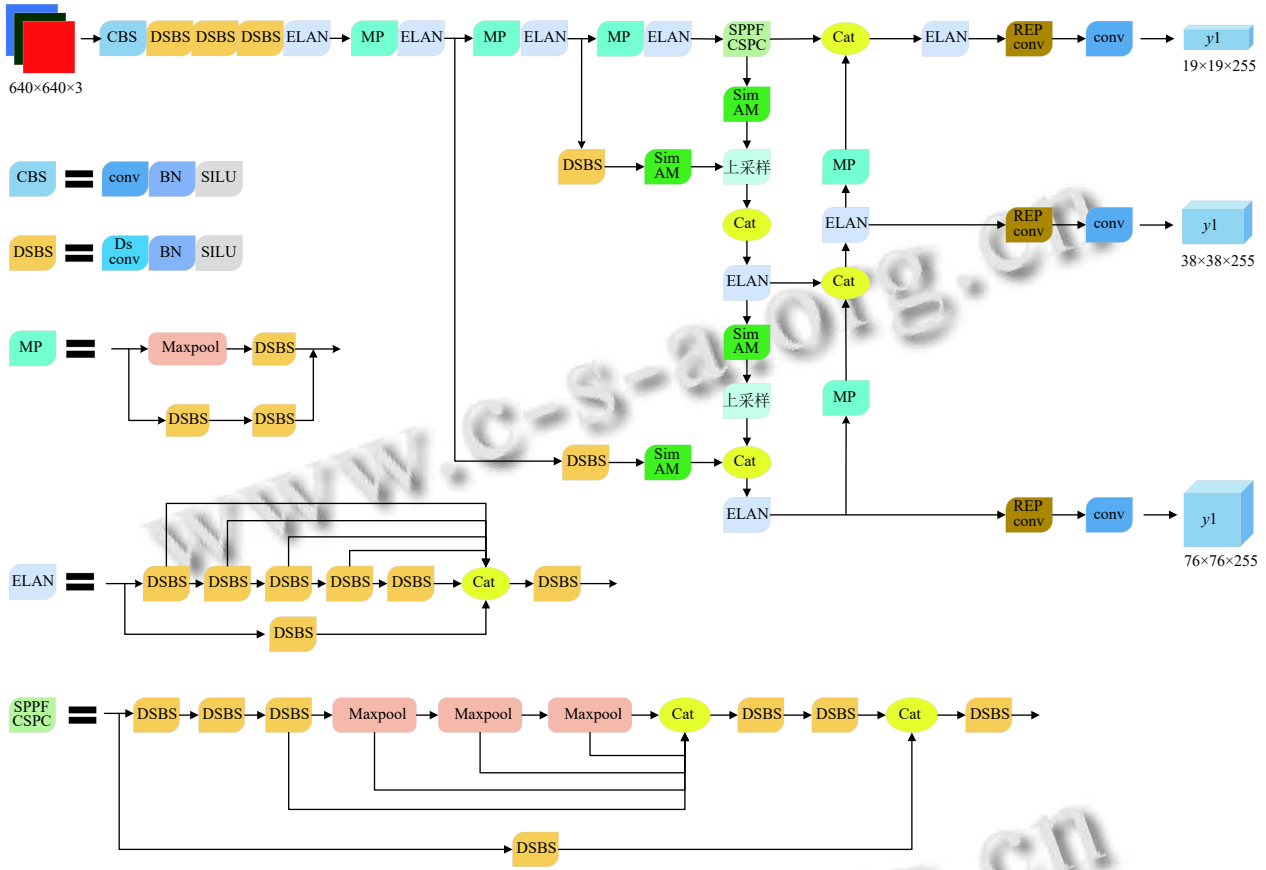 CBS DSBS DSBS DSBS ELAN MP ELAN MP ELAN MP ELAN SPPF Cat ELAN REP conv y1
CSPC conv
640×640×3
19×19×255
Sim
AM
DSBS Sim 上采样 MP
AM
CBS conv BN SILU
Cat ELAN REP conv y1
conv
DSBS Ds BN SILU
conv
38×38×255
ELAN Cat
MP Maxpool DSBS Sim
AM
DSBS DSBS 上采样 MP
DSBS Sim Cat
AM
ELAN REP conv y1
conv
76×76×255
ELAN DSBS DSBS DSBS DSBS DSBS Cat DSBS
DSBS
SPPF DSBS DSBS DSBS Maxpool Maxpool Maxpool Cat DSBS DSBS Cat DSBS
CSPC
DSBS
www.c-s-a.org.cn
cn